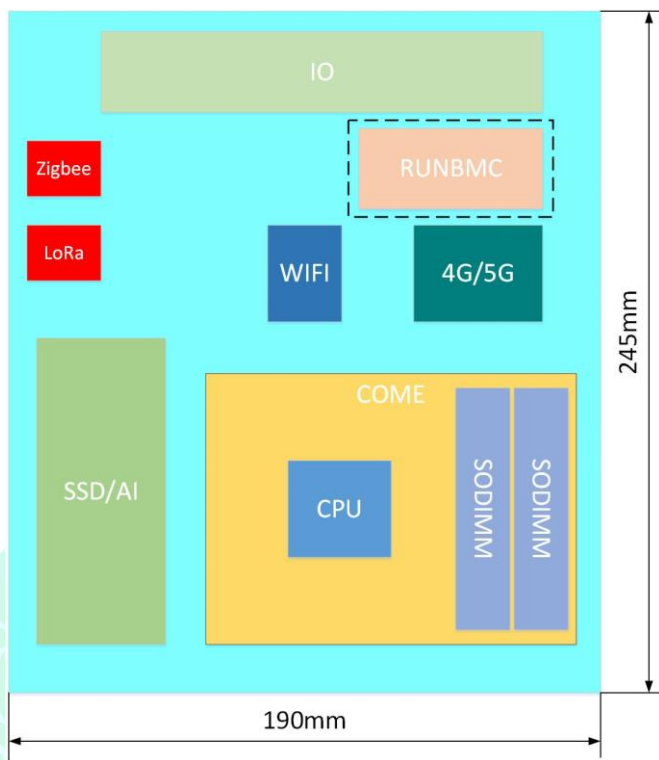 IO
Zigbee
RUNBMC
LoRa
WIFI
4G/5G
245mm
COME
SSD/AI
CPU
SODIMM
SODIMM
190mm